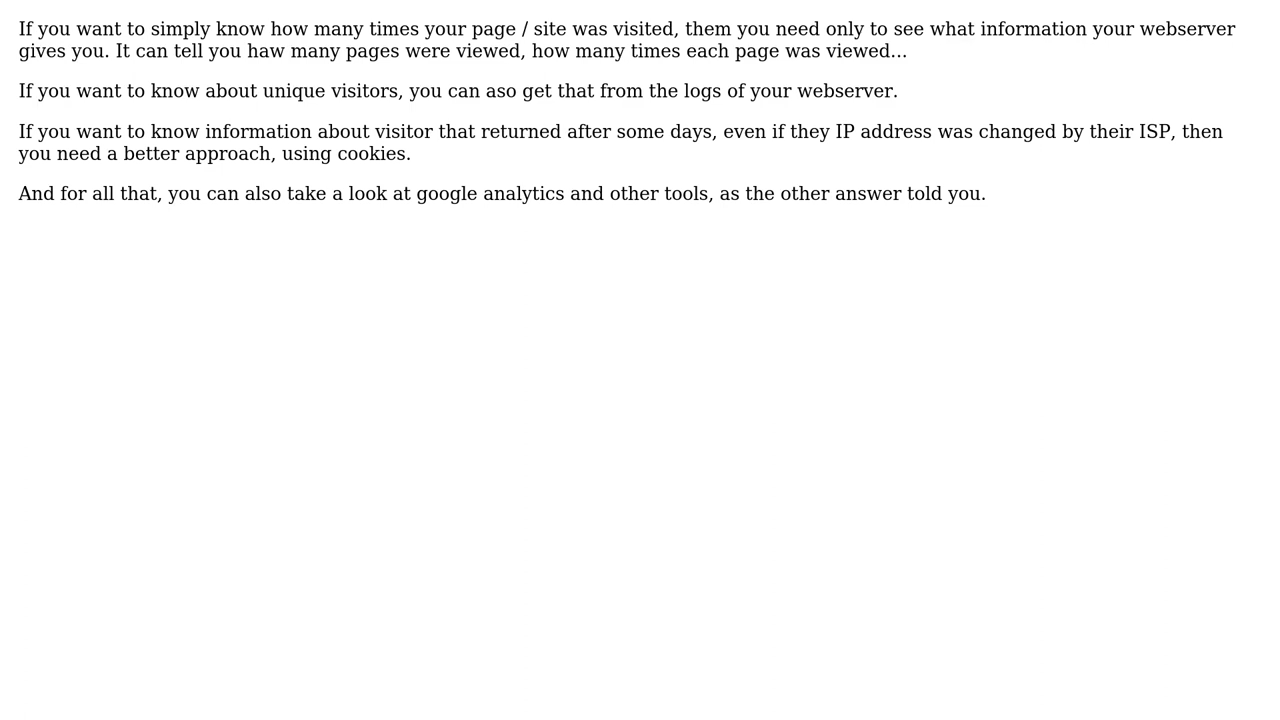 If you want to simply know how many times your page / site was visited, them you need only to see what information your webserver
gives you. It can tell you haw many pages were viewed, how many times each page was viewed...
If you want to know about unique visitors, you can aso get that from the logs of your webserver.
If you want to know information about visitor that returned after some days, even if they IP address was changed by their ISP, then
you need a better approach, using cookies.
And for all that, you can also take a look at google analytics and other tools, as the other answer told you.